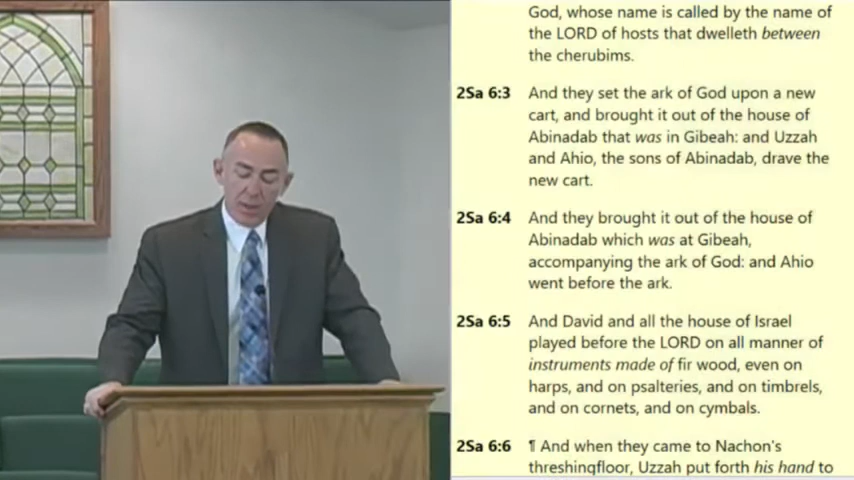 God, whose name is called by the name of
the LORD of hosts that dwelleth between
the cherubims.
2Sa 6:3 And they set the ark of God upon a new
cart, and brought it out of the house of
Abinadab that was in Gibeah: and Uzzah
and Ahio, the sons of Abinadab, drave the
new cart.
2Sa 6:4 And they brought it out of the house of
Abinadab which was at Gibeah,
accompanying the ark of God: and Ahio
went before the ark.
2Sa 6:5 And David and all the house of Israel
played before the LORD on all manner of
instruments made of fir wood, even on
harps, and on psalteries, and on timbrels,
and on cornets, and on cymbals.
2Sa 6:6 ¶ And when they came to Nachon's
threshingfloor, Uzzah put forth his hand to